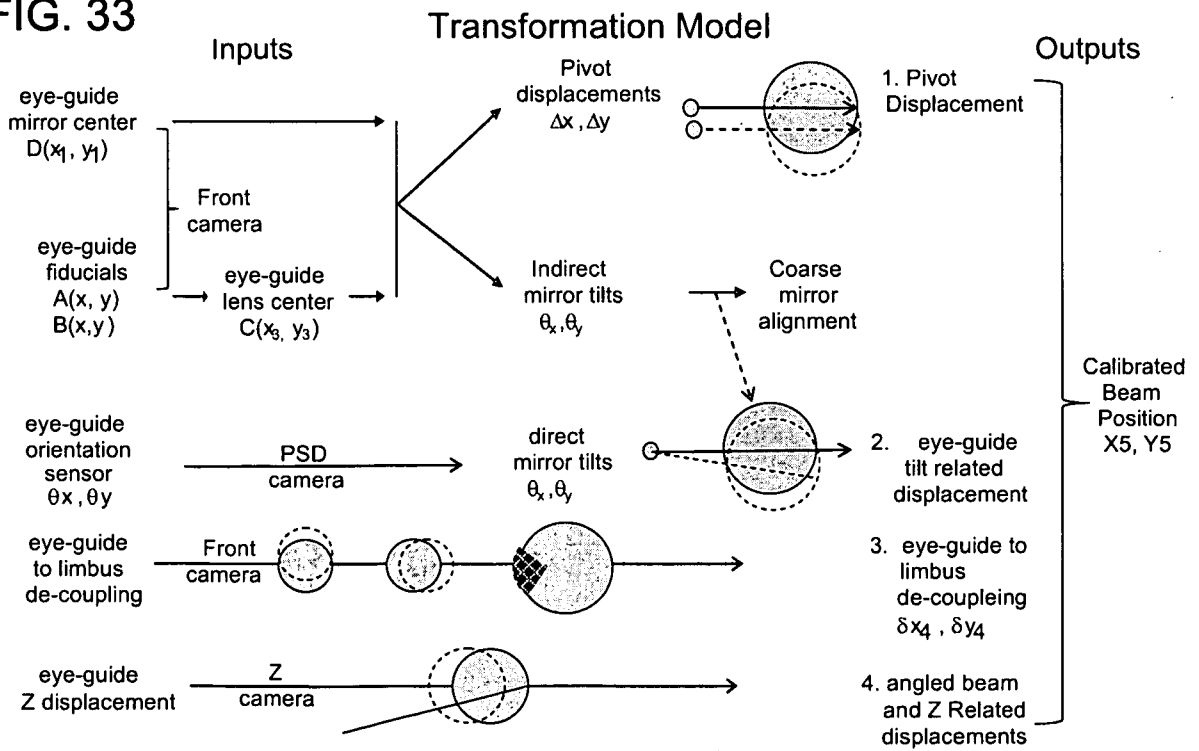 FIG. 33
Transformation Model
Inputs
Outputs
eye-guide
mirror center
D(x1, y1)
Front
camera
eye-guide
fiducials
A(x, y)
B(x,y)
eye-guide
lens center
C(x3, y3)
Pivot
displacements
Δx , Δy
1. Pivot
Displacement
Indirect
mirror tilts
θx,θy
Coarse
mirror
alignment
Calibrated
Beam
Position
X5, Y5
eye-guide
orientation
sensor
θx ,θy
PSD
camera
direct
mirror tilts
θx,θy
2. eye-guide
tilt related
displacement
eye-guide
to limbus
de-coupling
Front
camera
3. eye-guide to
limbus
de-coupleing
δx4 , δy4
eye-guide
Z displacement
Z
camera
4. angled beam
and Z Related
displacements